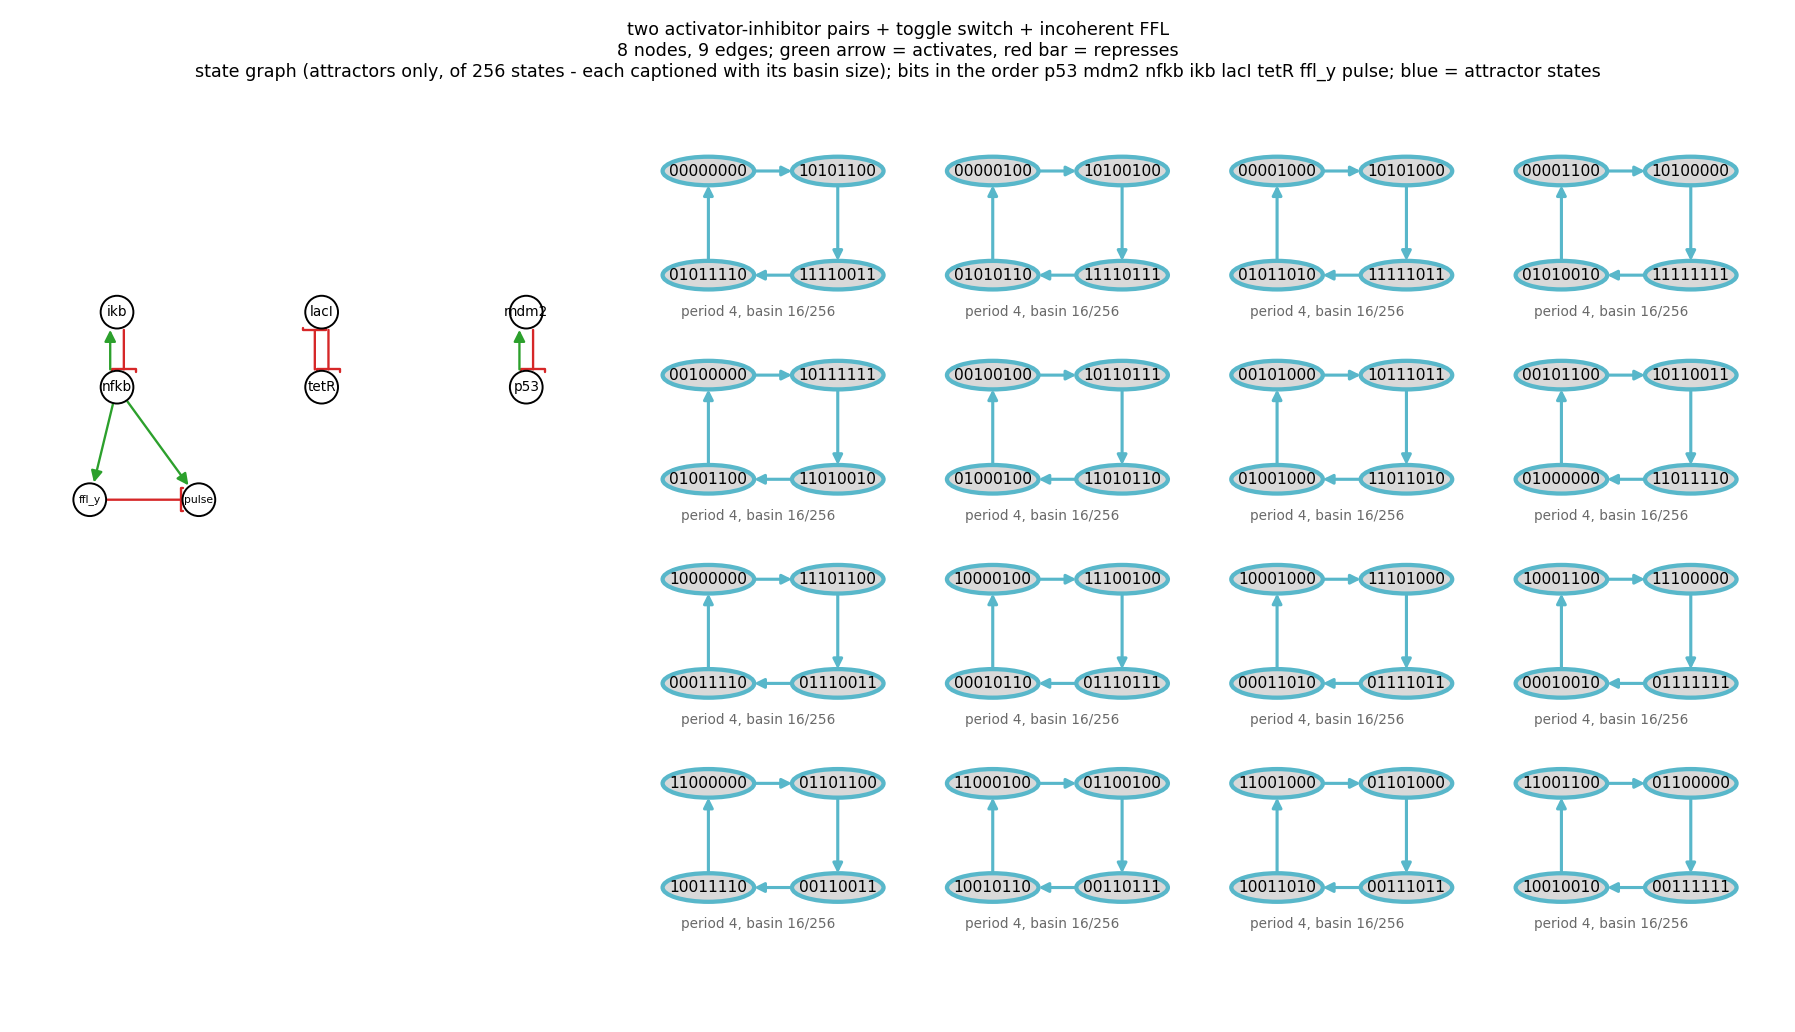 two activator-inhibitor pairs + toggle switch + incoherent FFL
8 nodes, 9 edges; green arrow = activates, red bar = represses
state graph (attractors only, of 256 states - each captioned with its basin size); bits in the order p53 mdm2 nfkb ikb lacI tetR ffl_y pulse; blue = attractor states
00000000 10101100 00000100 10100100 00001000 10101000 00001100 10100000
01011110 11110011 01010110 11110111 01011010 11111011 01010010 11111111
period 4, basin 16/256 period 4, basin 16/256 period 4, basin 16/256 period 4, basin 16/256
ikb lacI mdm2
00100000 10111111 00100100 10110111 00101000 10111011 00101100 10110011
nfkb tetR p53
01001100 11010010 01000100 11010110 01001000 11011010 01000000 11011110
ffl_y pulse
period 4, basin 16/256 period 4, basin 16/256 period 4, basin 16/256 period 4, basin 16/256
10000000 11101100 10000100 11100100 10001000 11101000 10001100 11100000
00011110 01110011 00010110 01110111 00011010 01111011 00010010 01111111
period 4, basin 16/256 period 4, basin 16/256 period 4, basin 16/256 period 4, basin 16/256
11000000 01101100 11000100 01100100 11001000 01101000 11001100 01100000
10011110 00110011 10010110 00110111 10011010 00111011 10010010 00111111
period 4, basin 16/256 period 4, basin 16/256 period 4, basin 16/256 period 4, basin 16/256